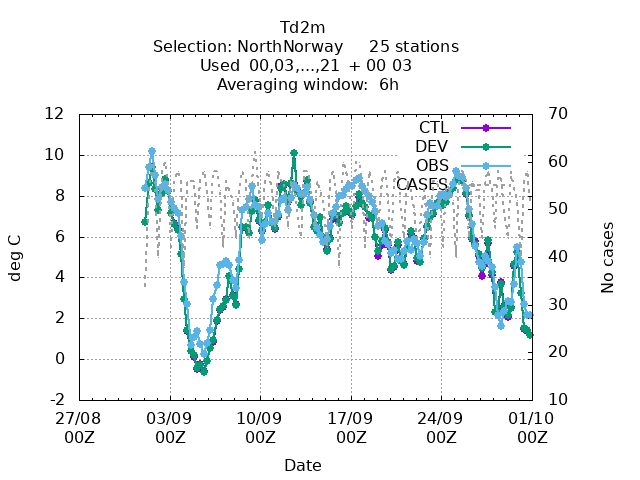 Td2m
Selection: NorthNorway 25 stations
Used 00,03,...,21 + 00 03
Averaging window: 6h
12
10
8
6
4
2
0
-2
deg C
70
60
50
40
30
20
10
No cases
CTL
DEV
OBS
CASES
27/08 03/09 10/09 17/09 24/09 01/10
00Z 00Z 00Z 00Z 00Z 00Z
Date